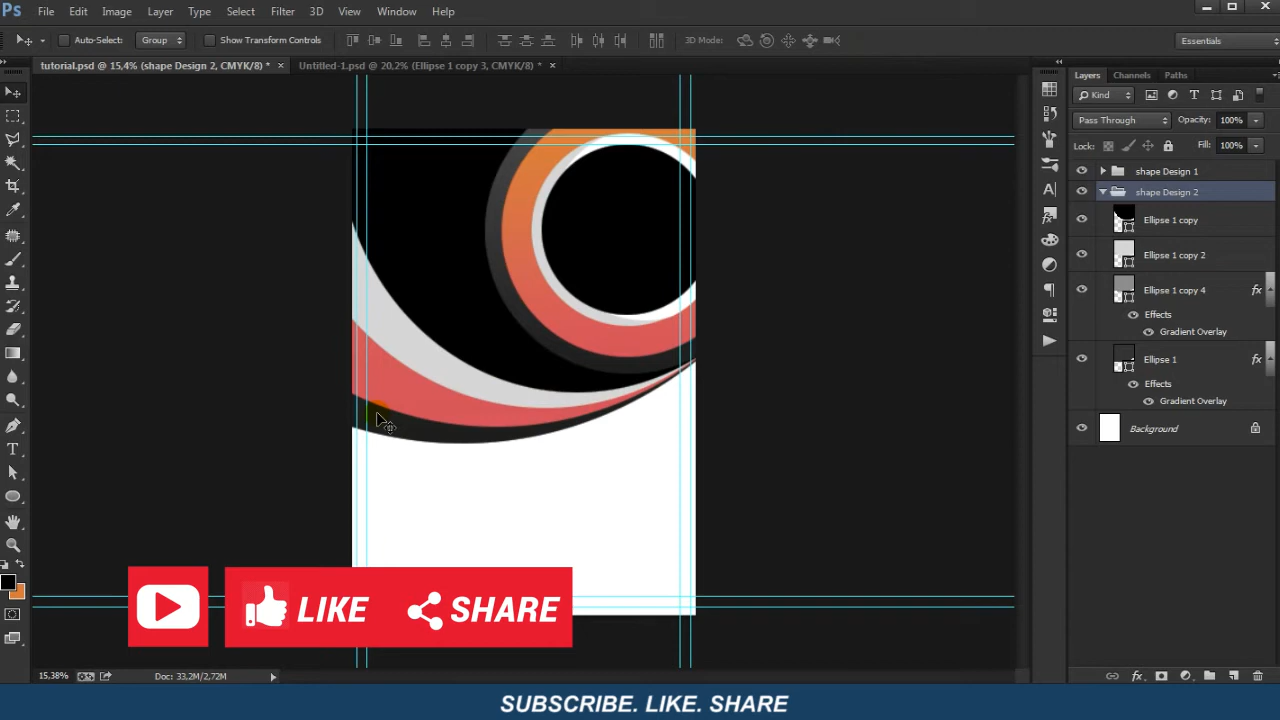 Ps File Edit Image Layer Type Select Filter 3D View Window Help
Auto-Select: Group Show Transform Controls 3D Mode: Essentials
tutorial.psd @ 15,4% (shape Design 2, CMYK/8) * × Untitled-1.psd @ 20,2% (Ellipse 1 copy 3, CMYK/8) * ×
Layers Channels Paths
Kind
Pass Through Opacity: 100%
Lock: Fill: 100%
shape Design 1
shape Design 2
Ellipse 1 copy
Ellipse 1 copy 2
Ellipse 1 copy 4 fx
Effects
Gradient Overlay
Ellipse 1 fx
Effects
Gradient Overlay
Background
LIKE SHARE
15,38% Doc: 33,2M/2,72M
SUBSCRIBE. LIKE. SHARE